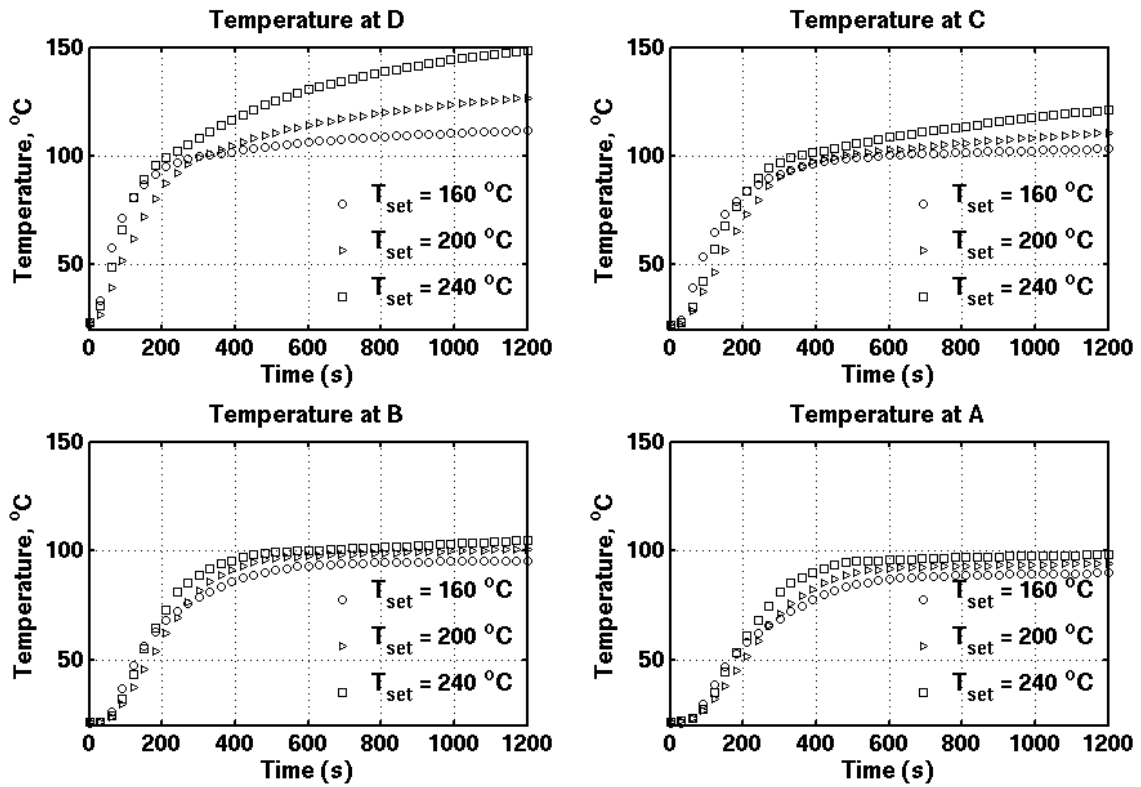 Temperature at D
Temperature, °C
150
100
50
T_set = 160 °C
T_set = 200 °C
T_set = 240 °C
0 200 400 600 800 1000 1200
Time (s)
Temperature at C
Temperature, °C
150
100
50
T_set = 160 °C
T_set = 200 °C
T_set = 240 °C
0 200 400 600 800 1000 1200
Time (s)
Temperature at B
Temperature, °C
150
100
50
T_set = 160 °C
T_set = 200 °C
T_set = 240 °C
0 200 400 600 800 1000 1200
Time (s)
Temperature at A
Temperature, °C
150
100
50
T_set = 160 °C
T_set = 200 °C
T_set = 240 °C
0 200 400 600 800 1000 1200
Time (s)